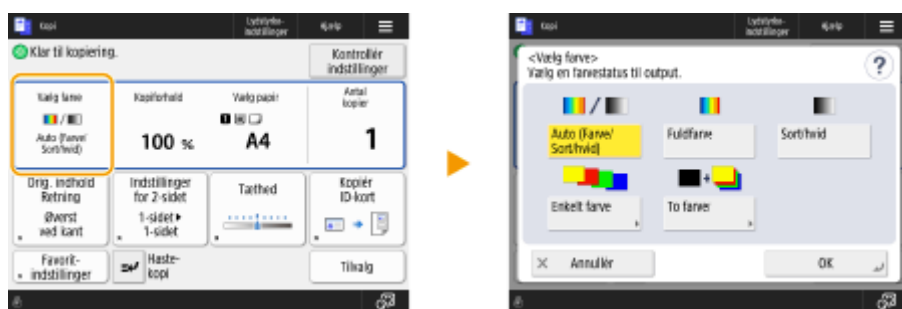 Kopi
Lydstyrke-
indstillinger
Hjælp
Klar til kopiering.
Kontrollér
indstillinger
Vælg farve
Auto (Farve/
Sort/hvid)
Kopiforhold
100 %
Vælg papir
1
A4
Antal
kopier
1
Orig. indhold
Retning
Øverst
ved kant
Indstillinger
for 2-sidet
1-sidet
1-sidet
Tæthed
Kopiér
ID-kort
Favorit-
indstillinger
Haste-
kopi
Tilvalg
Kopi
Lydstyrke-
indstillinger
Hjælp
<Vælg farve>
Vælg en farvestatus til output.
?
Auto (Farve/
Sort/hvid)
Fuldfarve
Sort/hvid
Enkelt farve
To farver
Annullér
OK